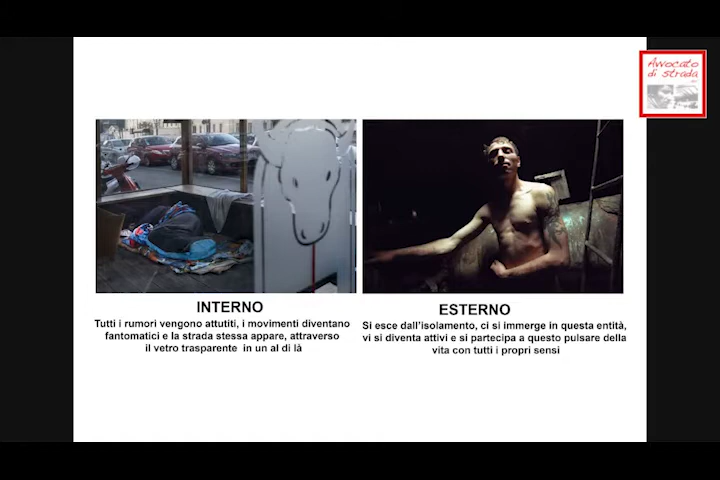 Avvocato
di strada
INTERNO
Tutti i rumori vengono attutiti, i movimenti diventano
fantomatici e la strada stessa appare, attraverso
il vetro trasparente in un al di là
ESTERNO
Si esce dall'isolamento, ci si immerge in questa entità,
vi si diventa attivi e si partecipa a questo pulsare della
vita con tutti i propri sensi